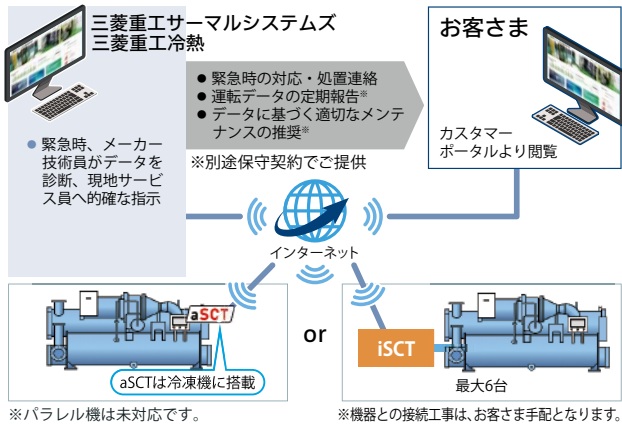 三菱重工サーマルシステムズ
三菱重工冷熱
● 緊急時、メーカー
技術員がデータを
診断、現地サービ
ス員へ的確な指示
● 緊急時の対応・処置連絡
● 運転データの定期報告※
● データに基づく適切なメンテ
ナンスの推奨※
※別途保守契約でご提供
お客さま
カスタマー
ポータルより閲覧
インターネット
aSCT
aSCTは冷凍機に搭載
or
iSCT
最大6台
※パラレル機は未対応です。
※機器との接続工事は、お客さま手配となります。